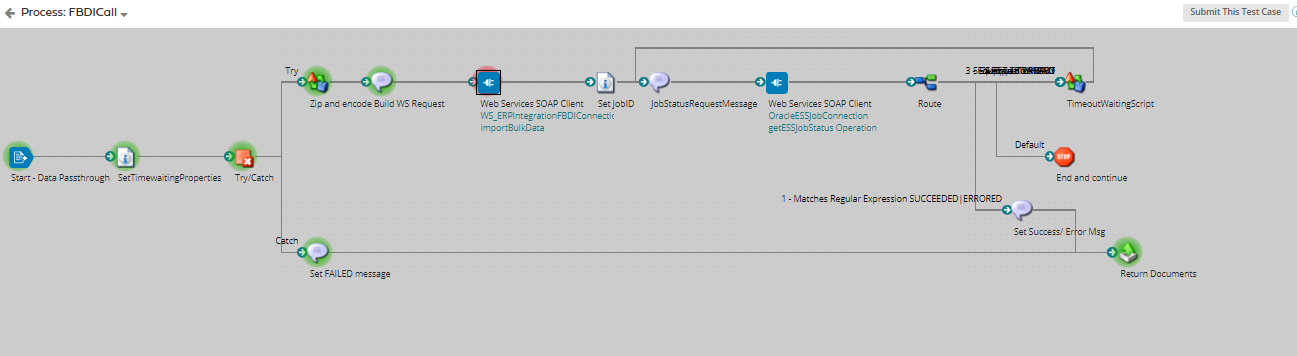 Process: FBDICall
Submit This Test Case
Try
Zip and encode Build WS Request
Web Services SOAP Client
WS_ERPIntegrationFBDIConnectic
importBulkData
Set JobID
JobStatusRequestMessage
Web Services SOAP Client
OracleESSJobConnection
getESSJobStatus Operation
Route
TimeoutWaitingScript
Start - Data Passthrough
SetTimewaitingProperties
Try/Catch
Default
STOP
End and continue
1 - Matches Regular Expression SUCCEEDED|ERRORED
Set Success/ Error Msg
Catch
Set FAILED message
Return Documents